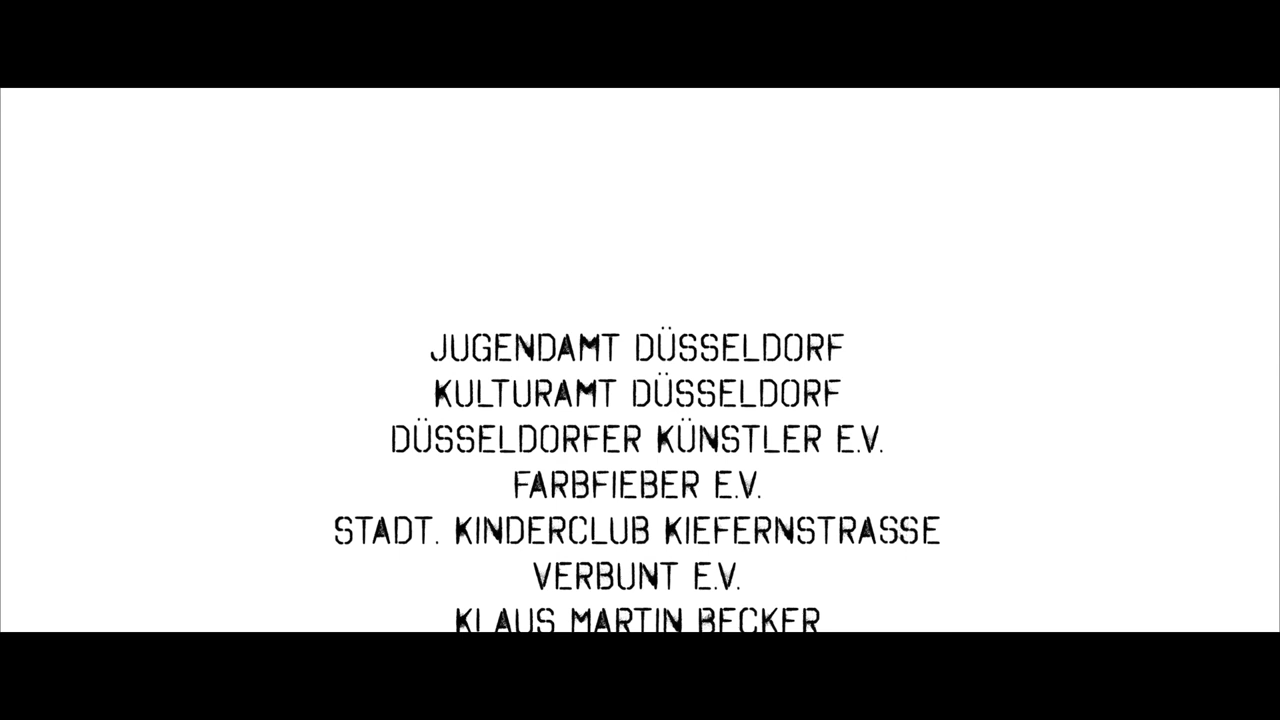 JUGENDAMT DÜSSELDORF
KULTURAMT DÜSSELDORF
DÜSSELDORFER KÜNSTLER E.V.
FARBFIEBER E.V.
STADT. KINDERCLUB KIEFERNSTRASSE
VERBUNT E.V.
KLAUS MARTIN BECKER